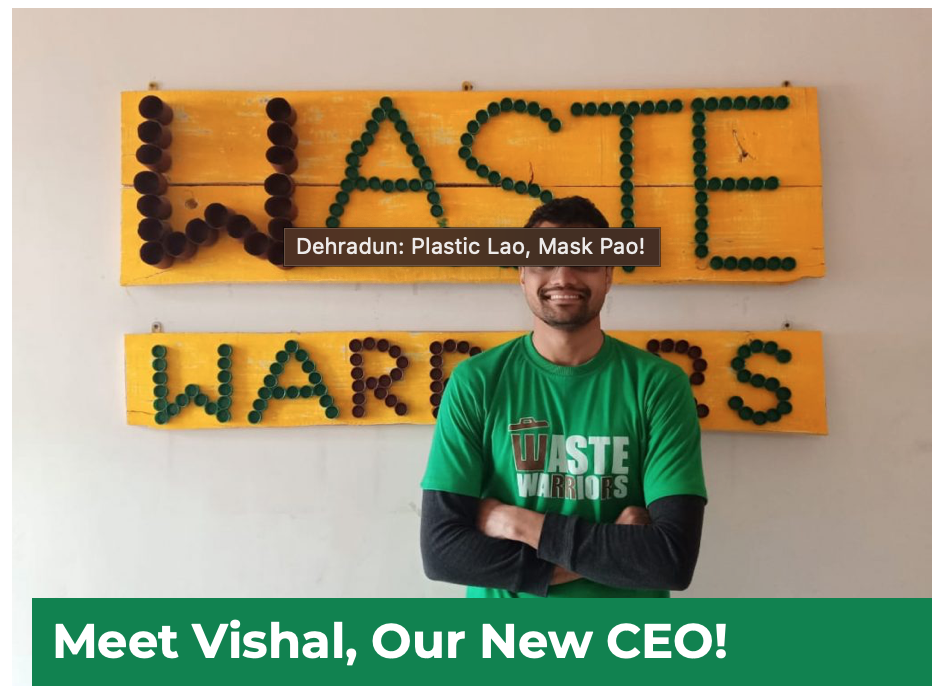 WASTE
Dehradun: Plastic Lao, Mask Pao!
WARRIORS
WASTE
WARRIORS
Meet Vishal, Our New CEO!